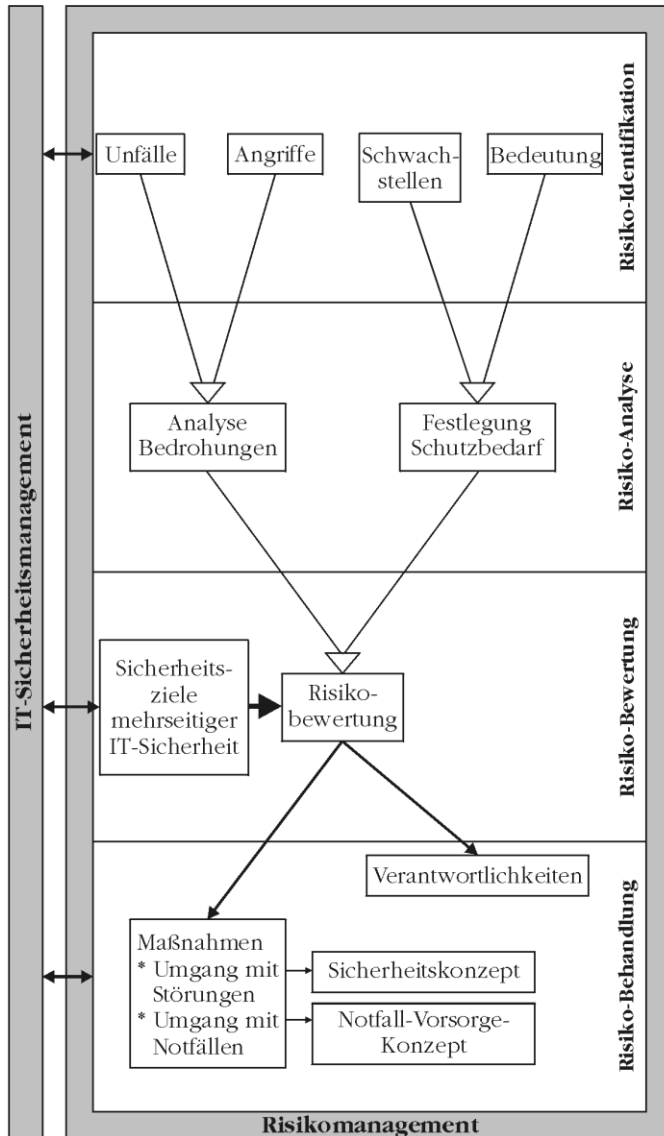 IT-Sicherheitsmanagement
Unfälle
Angriffe
Schwach-
stellen
Bedeutung
Risiko-Identifikation
Analyse
Bedrohungen
Festlegung
Schutzbedarf
Risiko-Analyse
Sicherheits-
ziele
mehrseitiger
IT-Sicherheit
Risiko-
bewertung
Risiko-Bewertung
Verantwortlichkeiten
Maßnahmen
* Umgang mit
Störungen
* Umgang mit
Notfällen
Sicherheitskonzept
Notfall-Vorsorge-
Konzept
Risiko-Behandlung
Risikomanagement